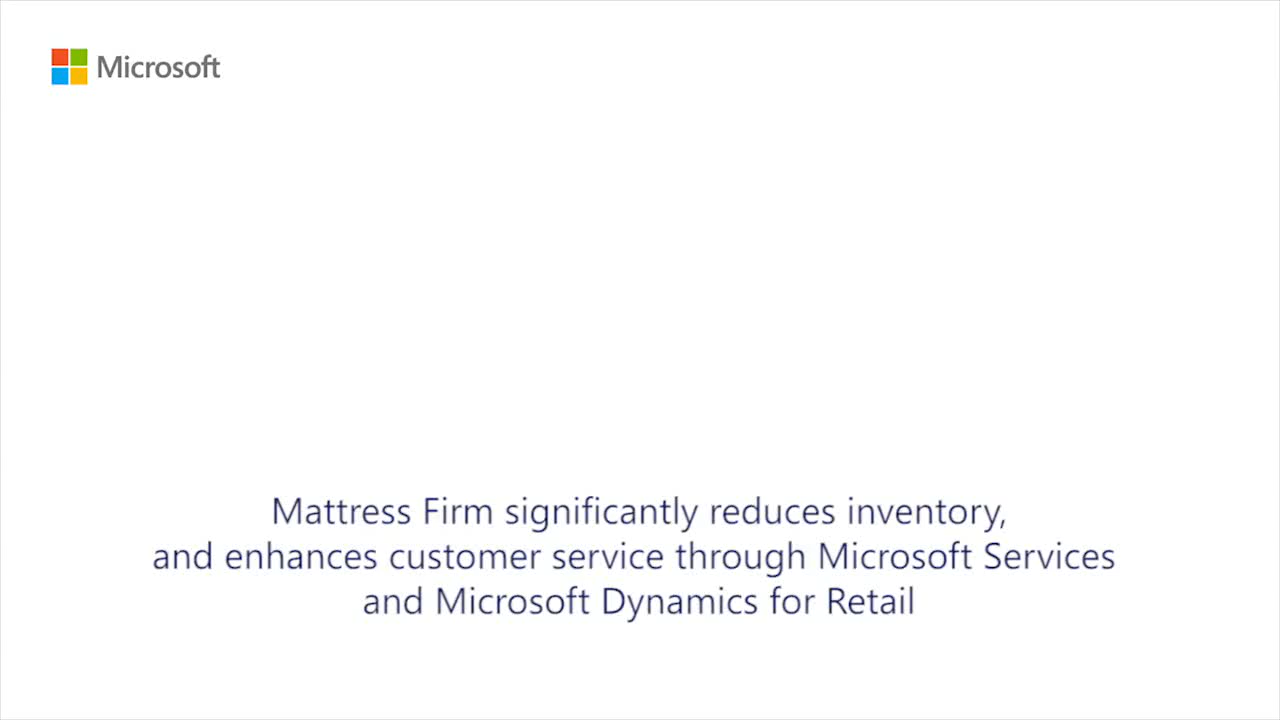 Microsoft
Mattress Firm significantly reduces inventory,
and enhances customer service through Microsoft Services
and Microsoft Dynamics for Retail